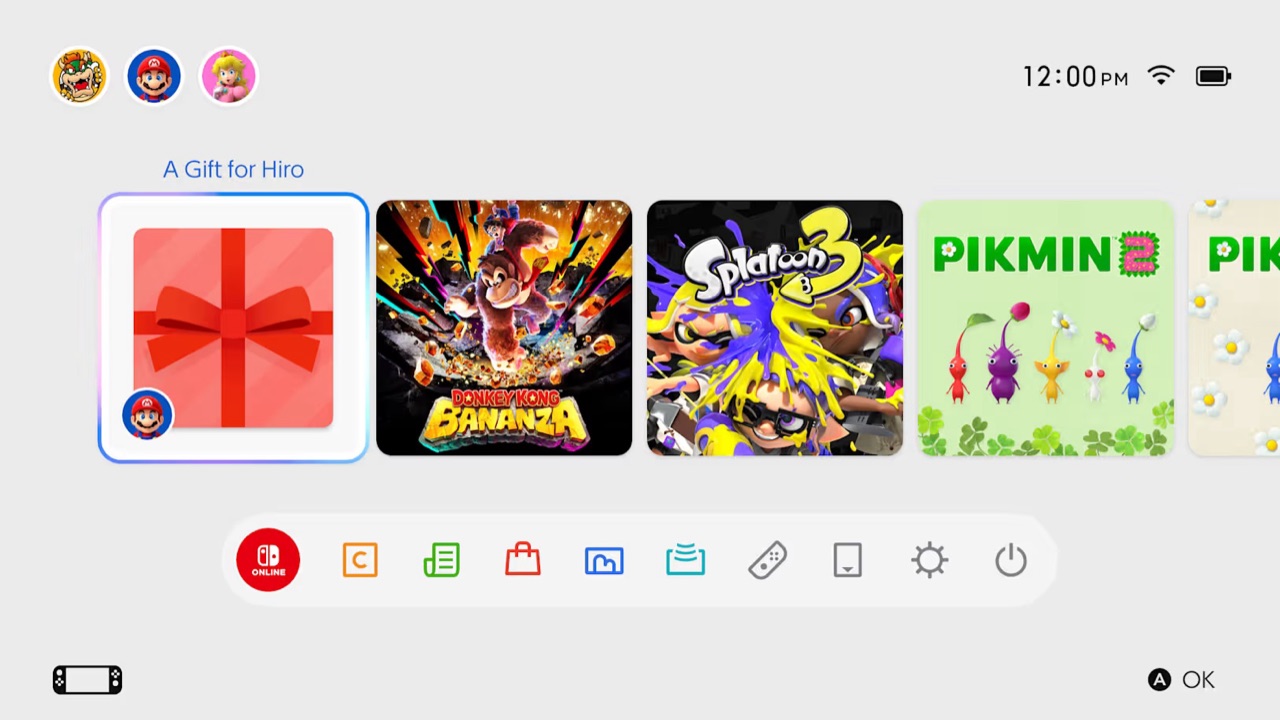 12:00 PM
A Gift for Hiro
DONKEY KONG
BANANZA
Splatoon 3
PIKMIN 2
PIK
ONLINE
C
A OK